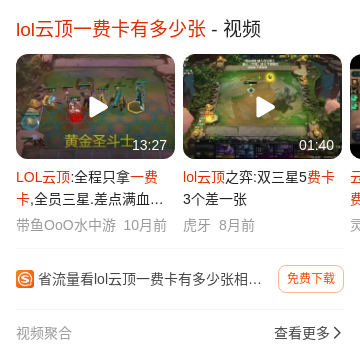 lol云顶一费卡有多少张 - 视频
黄金圣斗士
13:27
01:40
LOL云顶:全程只拿一费
卡,全员三星.差点满血…
带鱼OoO水中游 10月前
lol云顶之弈:双三星5费卡
3个差一张
虎牙 8月前
云
费
灵
省流量看lol云顶一费卡有多少张相…
免费下载
视频聚合
查看更多